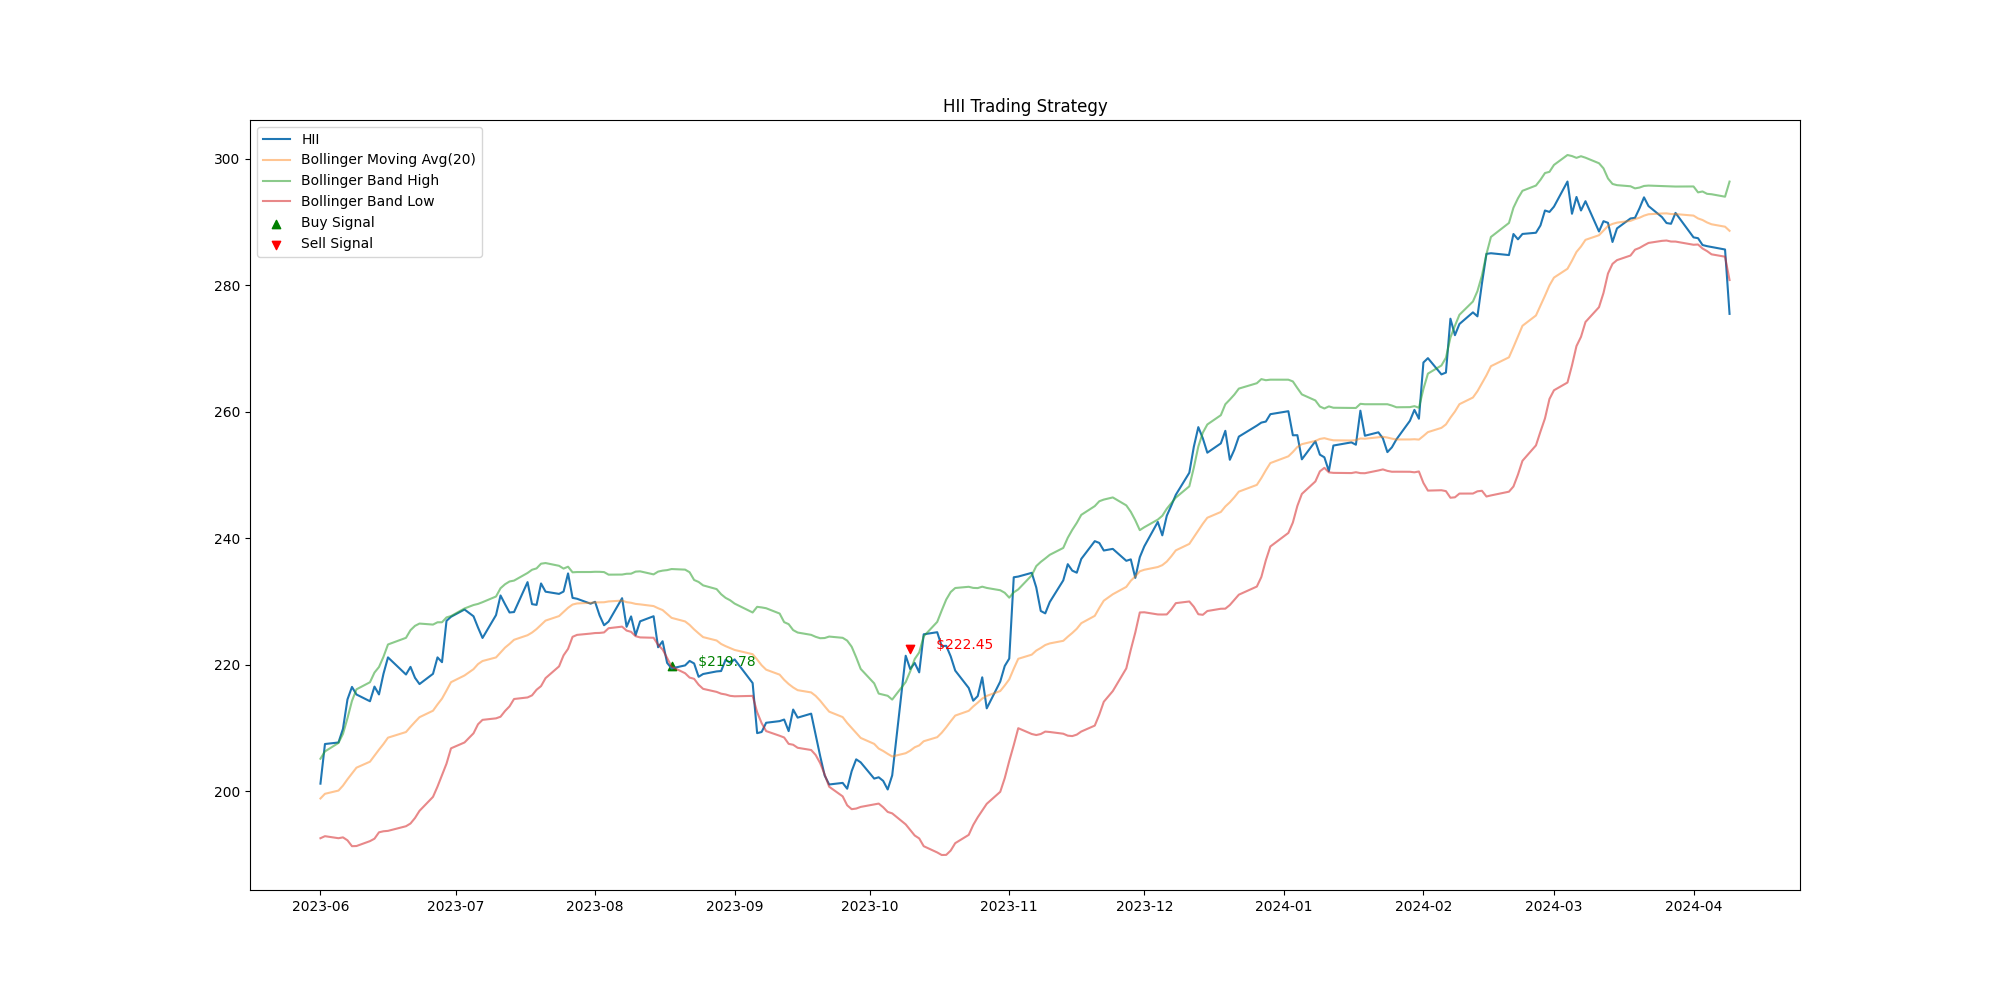 HII Trading Strategy
HII
Bollinger Moving Avg(20)
Bollinger Band High
Bollinger Band Low
Buy Signal
Sell Signal
300
280
260
240
220
200
$219.78
$222.45
2023-06
2023-07
2023-08
2023-09
2023-10
2023-11
2023-12
2024-01
2024-02
2024-03
2024-04